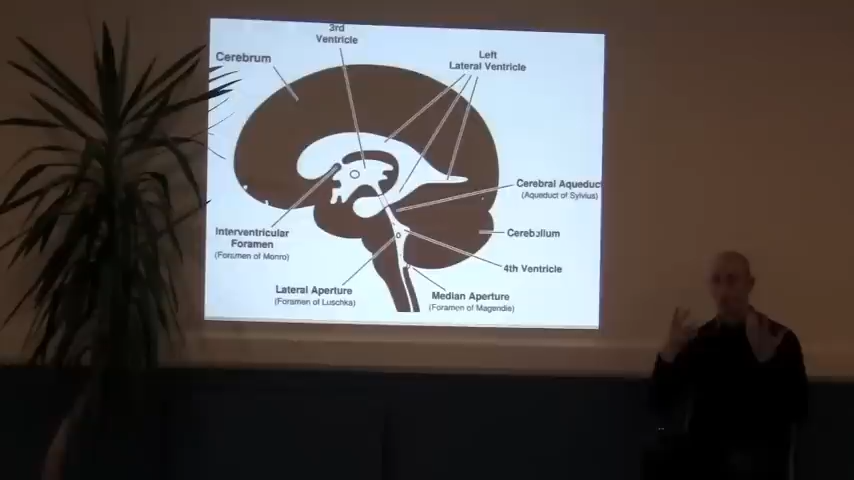 3rd
Ventricle
Cerebrum
Left
Lateral Ventricle
Cerebral Aqueduct
(Aqueduct of Sylvius)
Interventricular
Foramen
(Foramen of Monro)
Cerebellum
4th Ventricle
Lateral Aperture
(Foramen of Luschka)
Median Aperture
(Foramen of Magendie)